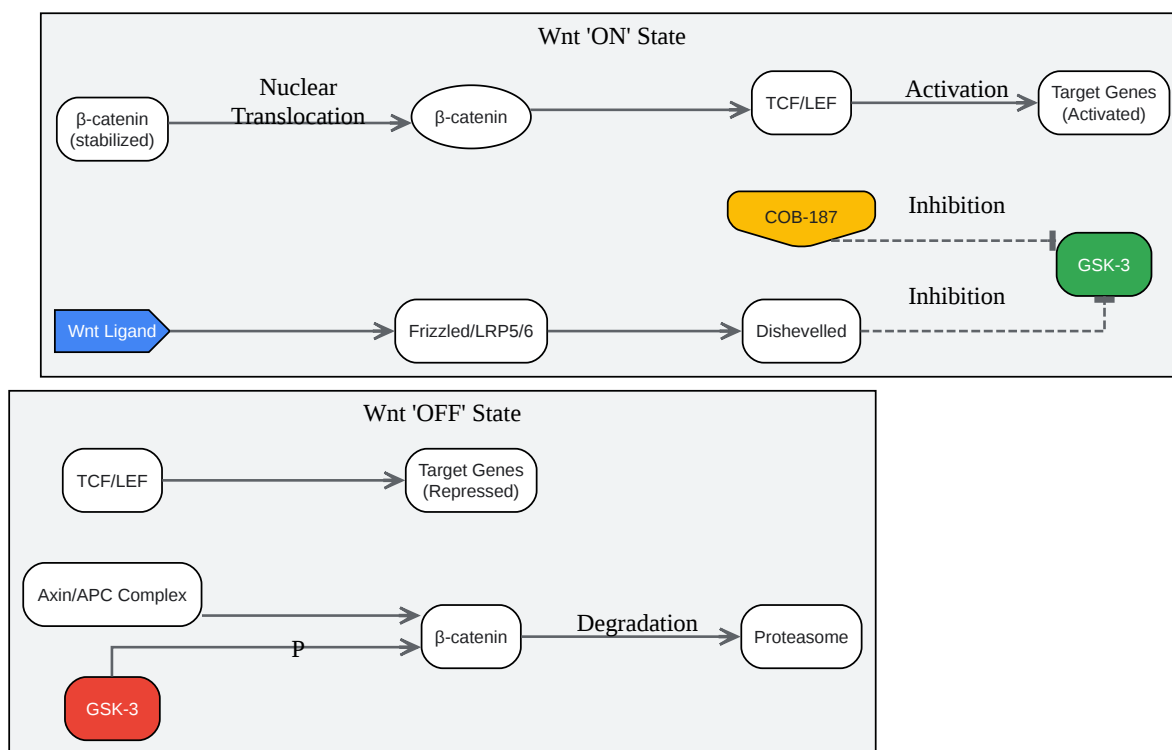 Wnt 'ON' State
β-catenin
(stabilized)
Nuclear
Translocation
β-catenin
TCF/LEF
Activation
Target Genes
(Activated)
COB-187
Inhibition
GSK-3
Wnt Ligand
Frizzled/LRP5/6
Dishevelled
Inhibition
Wnt 'OFF' State
TCF/LEF
Target Genes
(Repressed)
Axin/APC Complex
β-catenin
Degradation
Proteasome
P
GSK-3